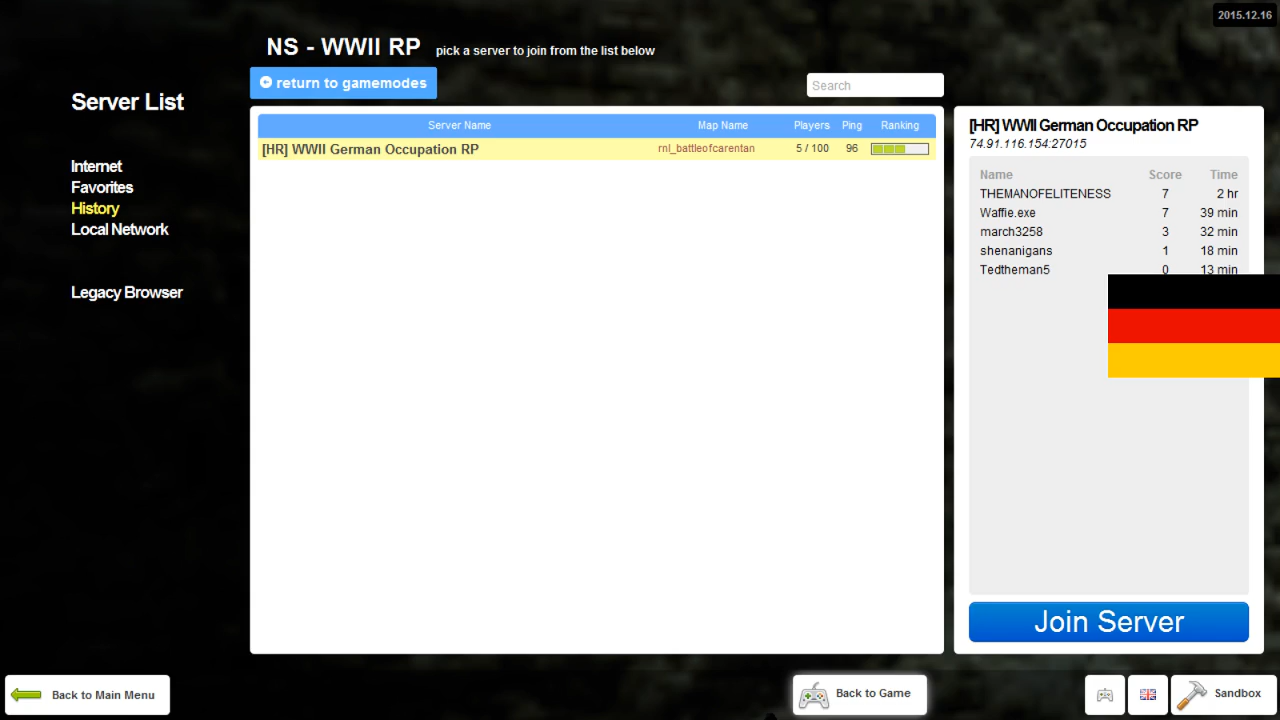 2015.12.16
NS - WWII RP pick a server to join from the list below
return to gamemodes
Search
Server List
Internet
Favorites
History
Local Network
Legacy Browser
Server Name Map Name Players Ping Ranking
[HR] WWII German Occupation RP rnl_battleofcarentan 5 / 100 96
[HR] WWII German Occupation RP
74.91.116.154:27015
Name Score Time
THEMANOFELITENESS 7 2 hr
Waffie.exe 7 39 min
march3258 3 32 min
shenanigans 1 18 min
Tedtheman5 0 13 min
Join Server
Back to Main Menu
Back to Game
Sandbox